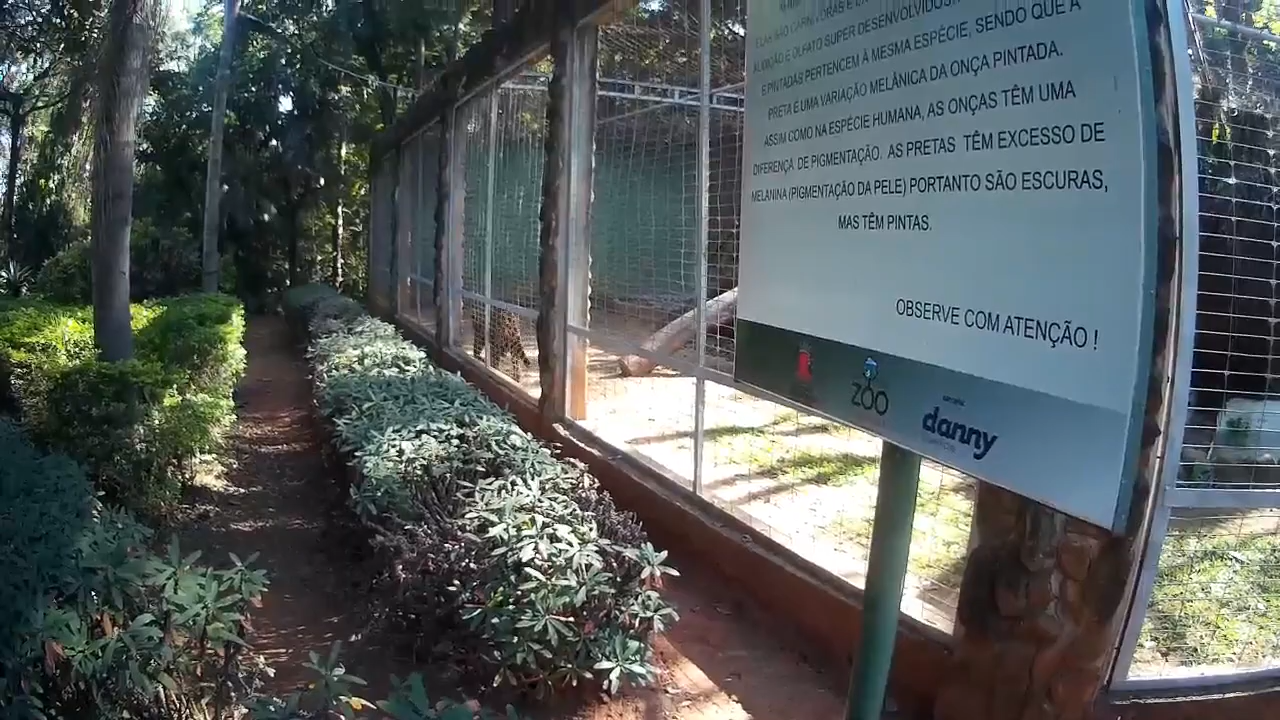 ELAS SÃO CARNÍVORAS E
AUDIÇÃO E OLFATO SUPER DESENVOLVIDOS.
E PINTADAS PERTENCEM À MESMA ESPÉCIE, SENDO QUE A
PRETA É UMA VARIAÇÃO MELÂNICA DA ONÇA PINTADA.
ASSIM COMO NA ESPÉCIE HUMANA, AS ONÇAS TÊM UMA
DIFERENÇA DE PIGMENTAÇÃO. AS PRETAS TÊM EXCESSO DE
MELANINA (PIGMENTAÇÃO DA PELE) PORTANTO SÃO ESCURAS,
MAS TÊM PINTAS.
OBSERVE COM ATENÇÃO !
ZOO
danny